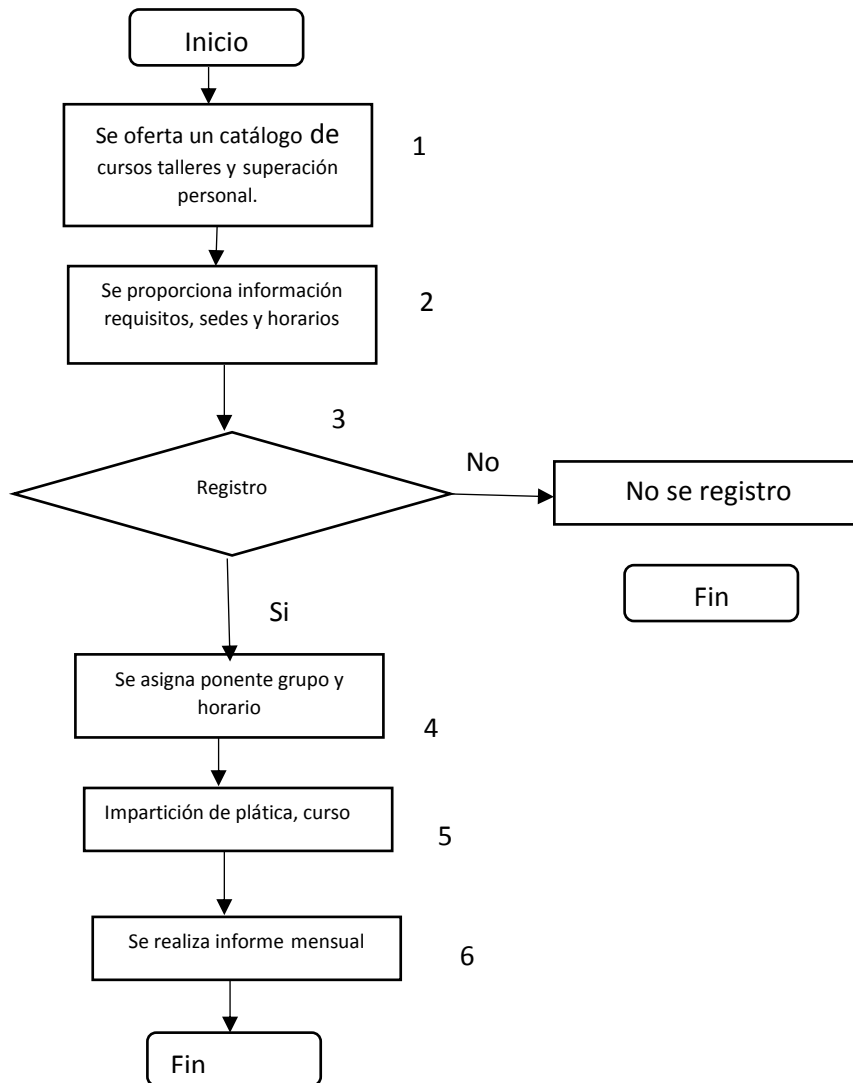 Inicio
Se oferta un catálogo de
cursos talleres y superación
personal.
1
Se proporciona información
requisitos, sedes y horarios
2
3
Registro
No
No se registro
Fin
Si
Se asigna ponente grupo y
horario
4
Impartición de plática, curso
5
Se realiza informe mensual
6
Fin